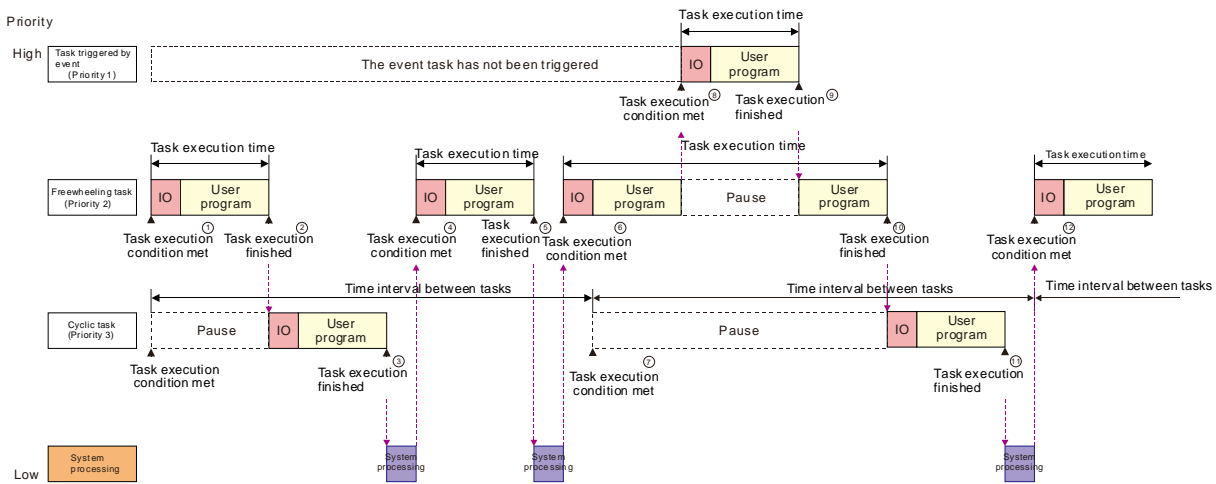 Priority
Task execution time
High
Task triggered by
event
(Priority 1)
The event task has not been triggered
IO
User
program
Task execution
condition met
8
Task execution
finished
9
Task execution time
Task execution time
Task execution time
Task execution time
Freewheeling task
(Priority 2)
IO
User
program
IO
User
program
IO
User
program
Pause
User
program
IO
User
program
Task execution
condition met
1
Task execution
finished
2
Task execution
condition met
4
Task
execution
finished
5
Task execution
condition met
6
Task execution
finished
10
Task execution
condition met
12
Time interval between tasks
Time interval between tasks
Time interval between tasks
Cyclic task
(Priority 3)
Pause
IO
User
program
Pause
IO
User
program
Task execution
condition met
Task execution
finished
3
Task execution
condition met
7
Task execution
finished
11
Low
System
processing
System
processing
System
processing
System
processing